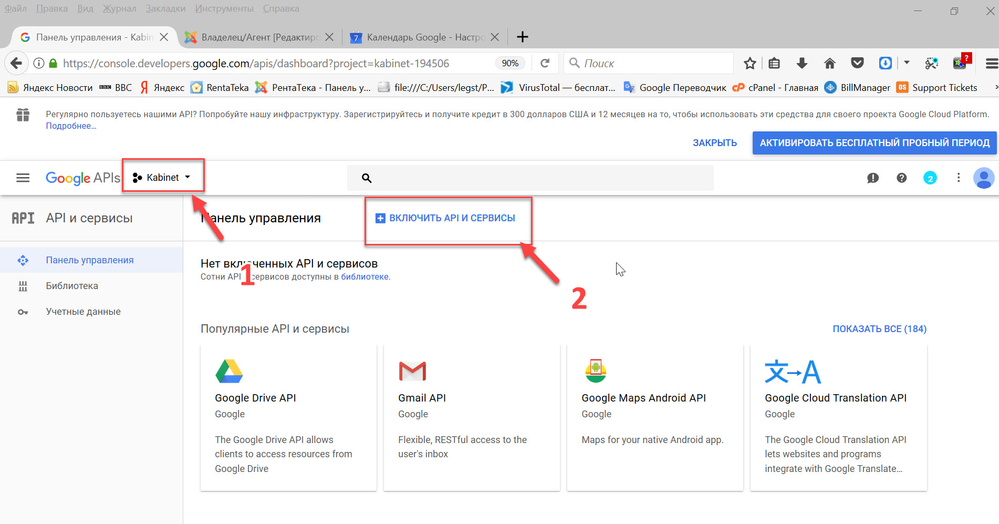 Файл Правка Вид Журнал Закладки Инструменты Справка
Панель управления - Kabin
Владелец/Агент [Редактиро
7
Календарь Google - Настро
https://console.developers.google.com/apis/dashboard?project=kabinet-194506
90%
Поиск
?
Яндекс Новости
BBC BBC
Я Яндекс
RentaTeka
РентаТека - Панель у...
file:///C:/Users/legst/P...
VirusTotal — бесплат...
Google Переводчик
cP cPanel - Главная
BillManager
OS Support Tickets
Регулярно пользуетесь нашими API? Попробуйте нашу инфраструктуру. Зарегистрируйтесь и получите кредит в 300 долларов США и 12 месяцев на то, чтобы использовать эти средства для своего проекта Google Cloud Platform.
Подробнее...
ЗАКРЫТЬ
АКТИВИРОВАТЬ БЕСПЛАТНЫЙ ПРОБНЫЙ ПЕРИОД
Google APIs
Kabinet
2
API API и сервисы
Панель управления
ВКЛЮЧИТЬ API И СЕРВИСЫ
Панель управления
Библиотека
Учетные данные
Нет включенных API и сервисов
Сотни API и сервисов доступны в библиотеке.
1
2
Популярные API и сервисы
ПОКАЗАТЬ ВСЕ (184)
Google Drive API
Google
The Google Drive API allows
clients to access resources from
Google Drive
Gmail API
Google
Flexible, RESTful access to the
user's inbox
Google Maps Android API
Google
Maps for your native Android app.
文→A
Google Cloud Translation API
Google
The Google Cloud Translation API
lets websites and programs
integrate with Google Translate...